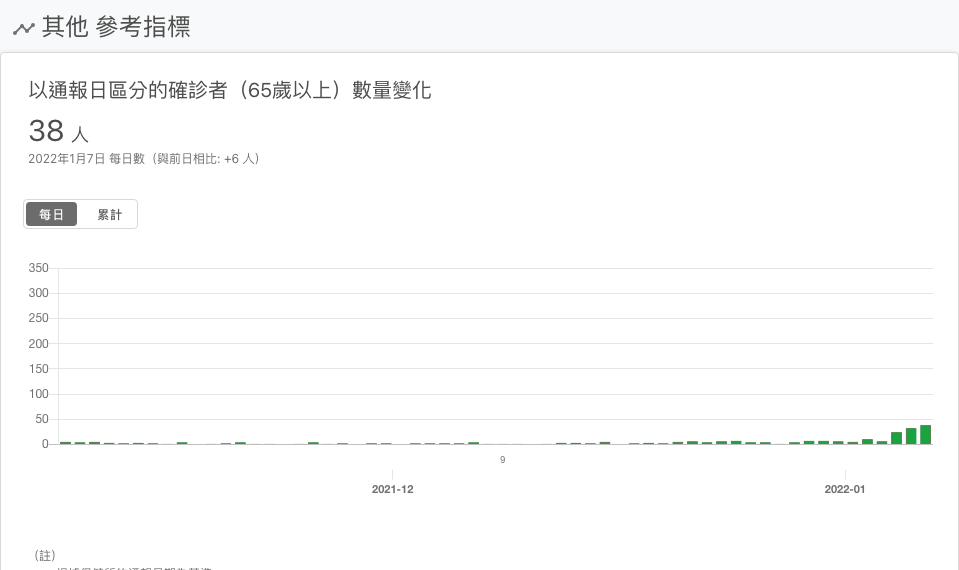 其他 參考指標
以通報日區分的確診者（65歲以上）數量變化
38 人
2022年1月7日 每日數（與前日相比: +6 人）
每日 累計
350
300
250
200
150
100
50
0
9
2021-12 2022-01
（註）